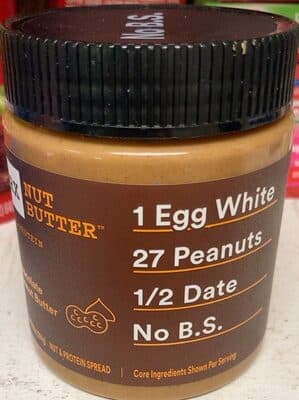 No B.S.
NUT
BUTTER™
1 Egg White
27 Peanuts
1/2 Date
No B.S.
Butter
NUT & PROTEIN SPREAD | Core Ingredients Shown Per Serving